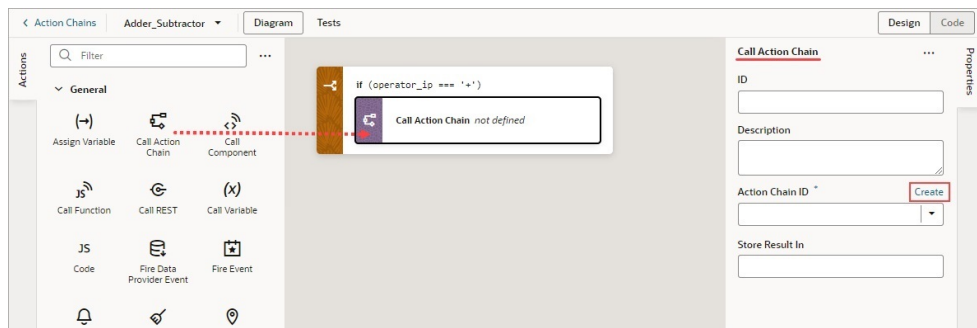 < Action Chains Adder_Subtractor Diagram Tests Design Code
Actions
Filter
General
Assign Variable
Call Action
Chain
Call
Component
JS
Call Function
Call REST
(x)
Call Variable
JS
Code
Fire Data
Provider Event
Fire Event
if (operator_ip === '+')
Call Action Chain not defined
Call Action Chain
ID
Description
Action Chain ID * Create
Store Result In
Properties